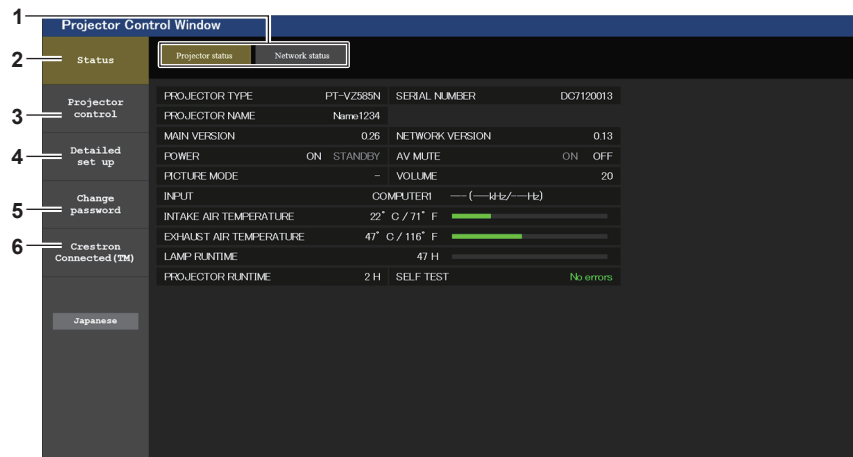 1
Projector Control Window
2
Status
Projector status
Network status
3
Projector
control
4
Detailed
set up
5
Change
password
6
Crestron
Connected(TM)
Japanese
PROJECTOR TYPE PT-VZ585N SERIAL NUMBER DC7120013
PROJECTOR NAME Name1234
MAIN VERSION 0.26 NETWORK VERSION 0.13
POWER ON STANDBY AV MUTE ON OFF
PICTURE MODE – VOLUME 20
INPUT COMPUTER1 ---(---kHz/---Hz)
INTAKE AIR TEMPERATURE 22° C / 71° F
EXHAUST AIR TEMPERATURE 47° C / 116° F
LAMP RUNTIME 47 H
PROJECTOR RUNTIME 2 H SELF TEST No errors